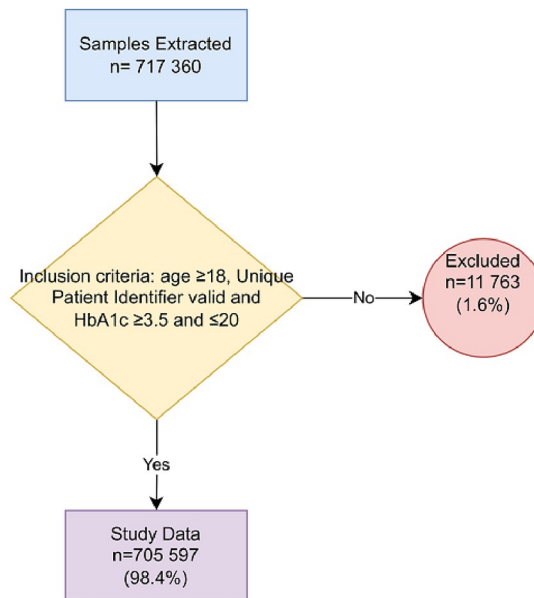 Samples Extracted
n= 717 360
Inclusion criteria: age ≥18, Unique
Patient Identifier valid and
HbA1c ≥3.5 and ≤20
No
Excluded
n=11 763
(1.6%)
Yes
Study Data
n=705 597
(98.4%)